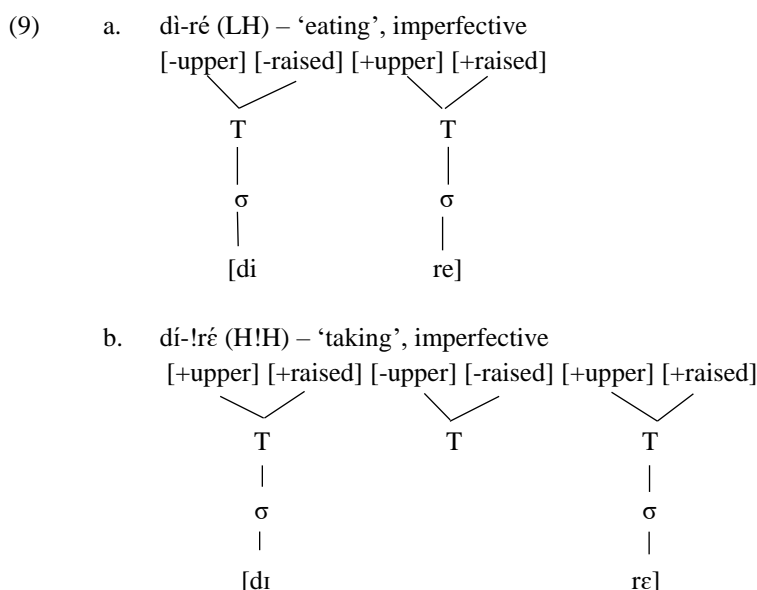 (9) a. dì-ré (LH) – ‘eating’, imperfective
[-upper] [-raised] [+upper] [+raised]
T T
σ σ
[di re]
b. dɪ́-!rɛ́ (H!H) – ‘taking’, imperfective
[+upper] [+raised] [-upper] [-raised] [+upper] [+raised]
T T T
σ σ
[dɪ rɛ]